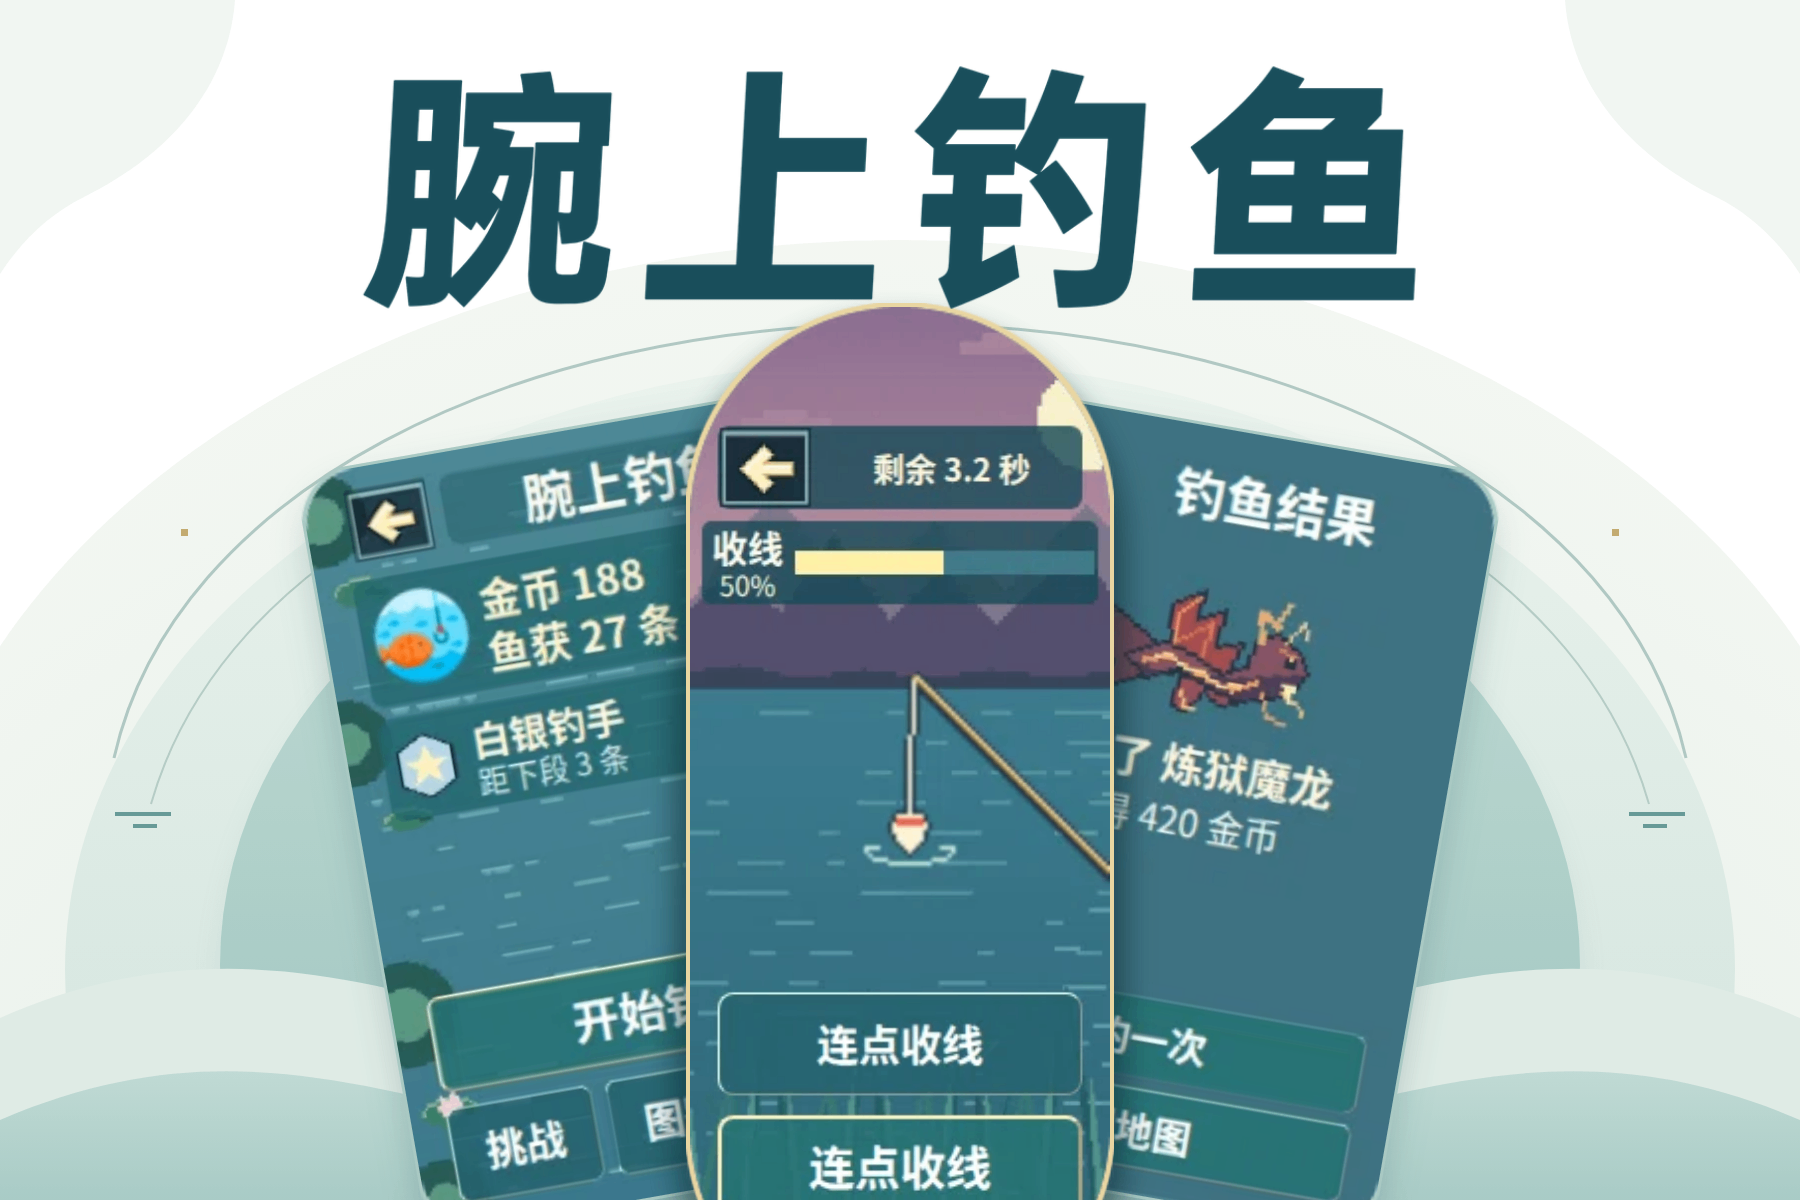 腕上钓鱼
腕上钓
金币 188
鱼获 27 条
白银钓手
距下段 3 条
开始
挑战
图
剩余 3.2 秒
收线
50%
连点收线
连点收线
钓鱼结果
了 炼狱魔龙
420 金币
一次
地图